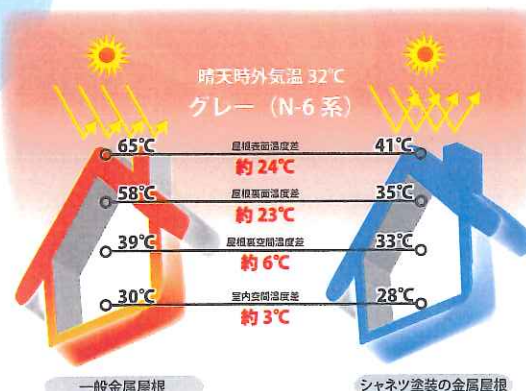 晴天時外気温 32℃
グレー（N-6 系）
65℃ 屋根表面温度差 41℃
約 24℃
58℃ 屋根裏面温度差 35℃
約 23℃
39℃ 屋根裏空間温度差 33℃
約 6℃
30℃ 室内空間温度差 28℃
約 3℃
一般金属屋根 シャネツ塗装の金属屋根